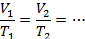 V₁/T₁ = V₂/T₂ = ⋯